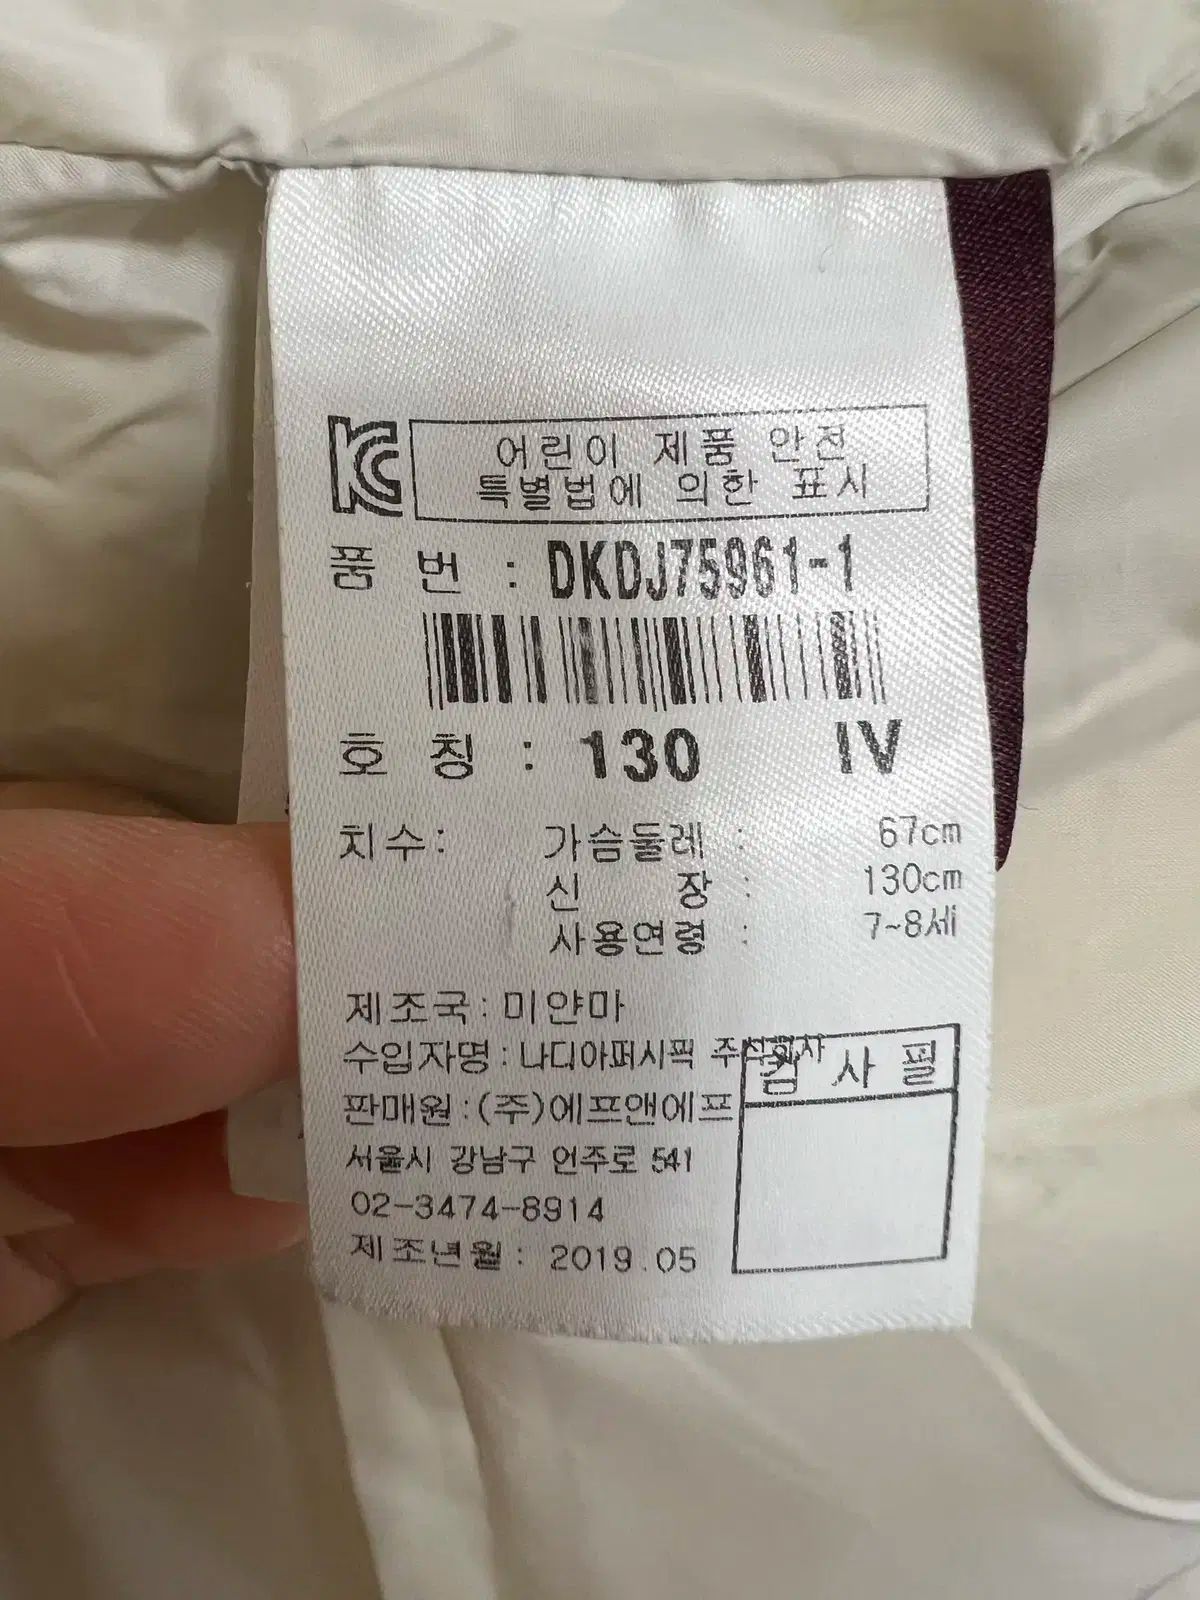 KC
어린이 제품 안전
특별법에 의한 표시
품 번 : DKDJ75961-1
호 칭 : 130 IV
치수: 가슴둘레 : 67cm
신 장 : 130cm
사용연령 : 7~8세
제조국: 미얀마
수입자명 : 나디아퍼시픽 주식회사
검 사 필
판매원 : (주)에프앤에프
서울시 강남구 언주로 541
02-3474-8914
제조년월 : 2019.05